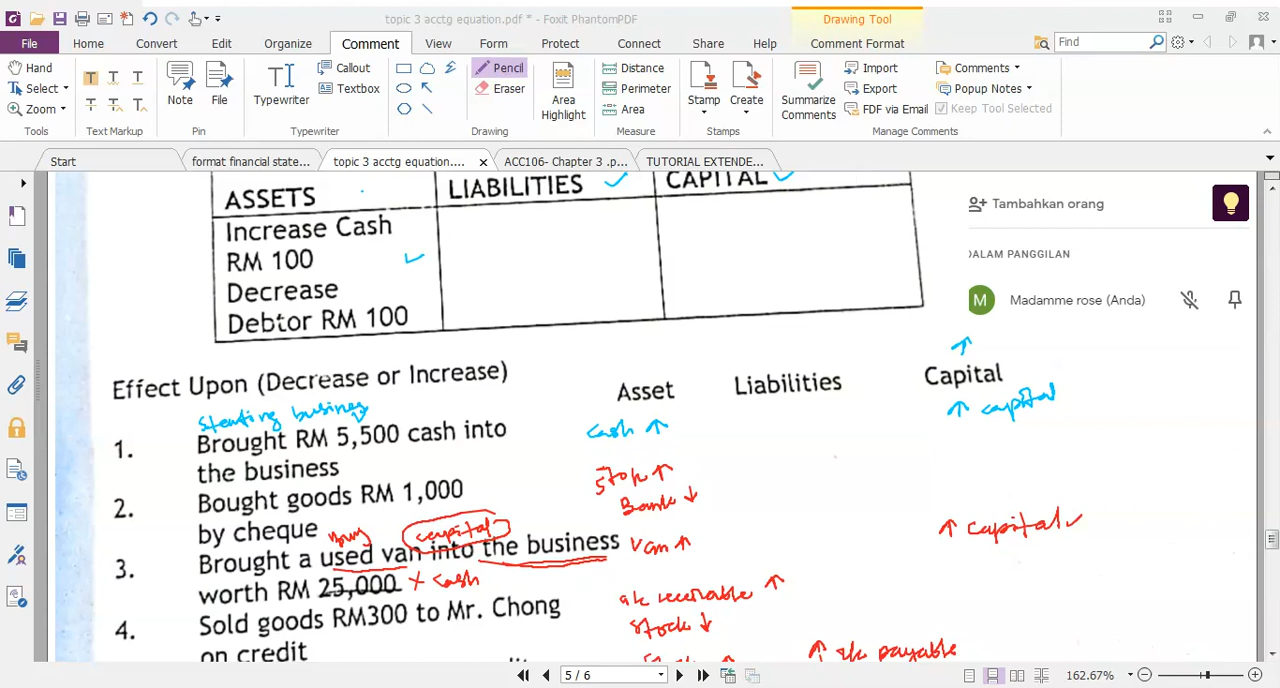 topic 3 acctg equation.pdf * - Foxit PhantomPDF
Drawing Tool
File Home Convert Edit Organize Comment View Form Protect Connect Share Help Comment Format
Find
Hand
Select
Zoom
Tools
T T T
T T T
Text Markup
Note File
Pin
Typewriter
Callout
Textbox
Typewriter
Pencil
Eraser
Drawing
Area Highlight
Distance
Perimeter
Area
Measure
Stamp Create
Stamps
Summarize Comments
Import
Export
FDF via Email
Comments
Popup Notes
Keep Tool Selected
Manage Comments
Start format financial state... topic 3 acctg equation.... ACC106- Chapter 3 .p... TUTORIAL EXTENDE...
ASSETS LIABILITIES CAPITAL
Increase Cash
RM 100
Decrease
Debtor RM 100
Tambahkan orang
DALAM PANGGILAN
M Madamme rose (Anda)
Effect Upon (Decrease or Increase) Asset Liabilities Capital ↑
starting business
1. Brought RM 5,500 cash into cash ↑ ↑ capital
the business
2. Bought goods RM 1,000 Stock ↑
by cheque Bank ↓
capital
3. Brought a used van into the business van ↑ ↑ capital
worth RM 25,000 x cash
4. Sold goods RM300 to Mr. Chong a/c receivable ↑
on credit stock ↓
↑ a/c payable
5 / 6
162.67%